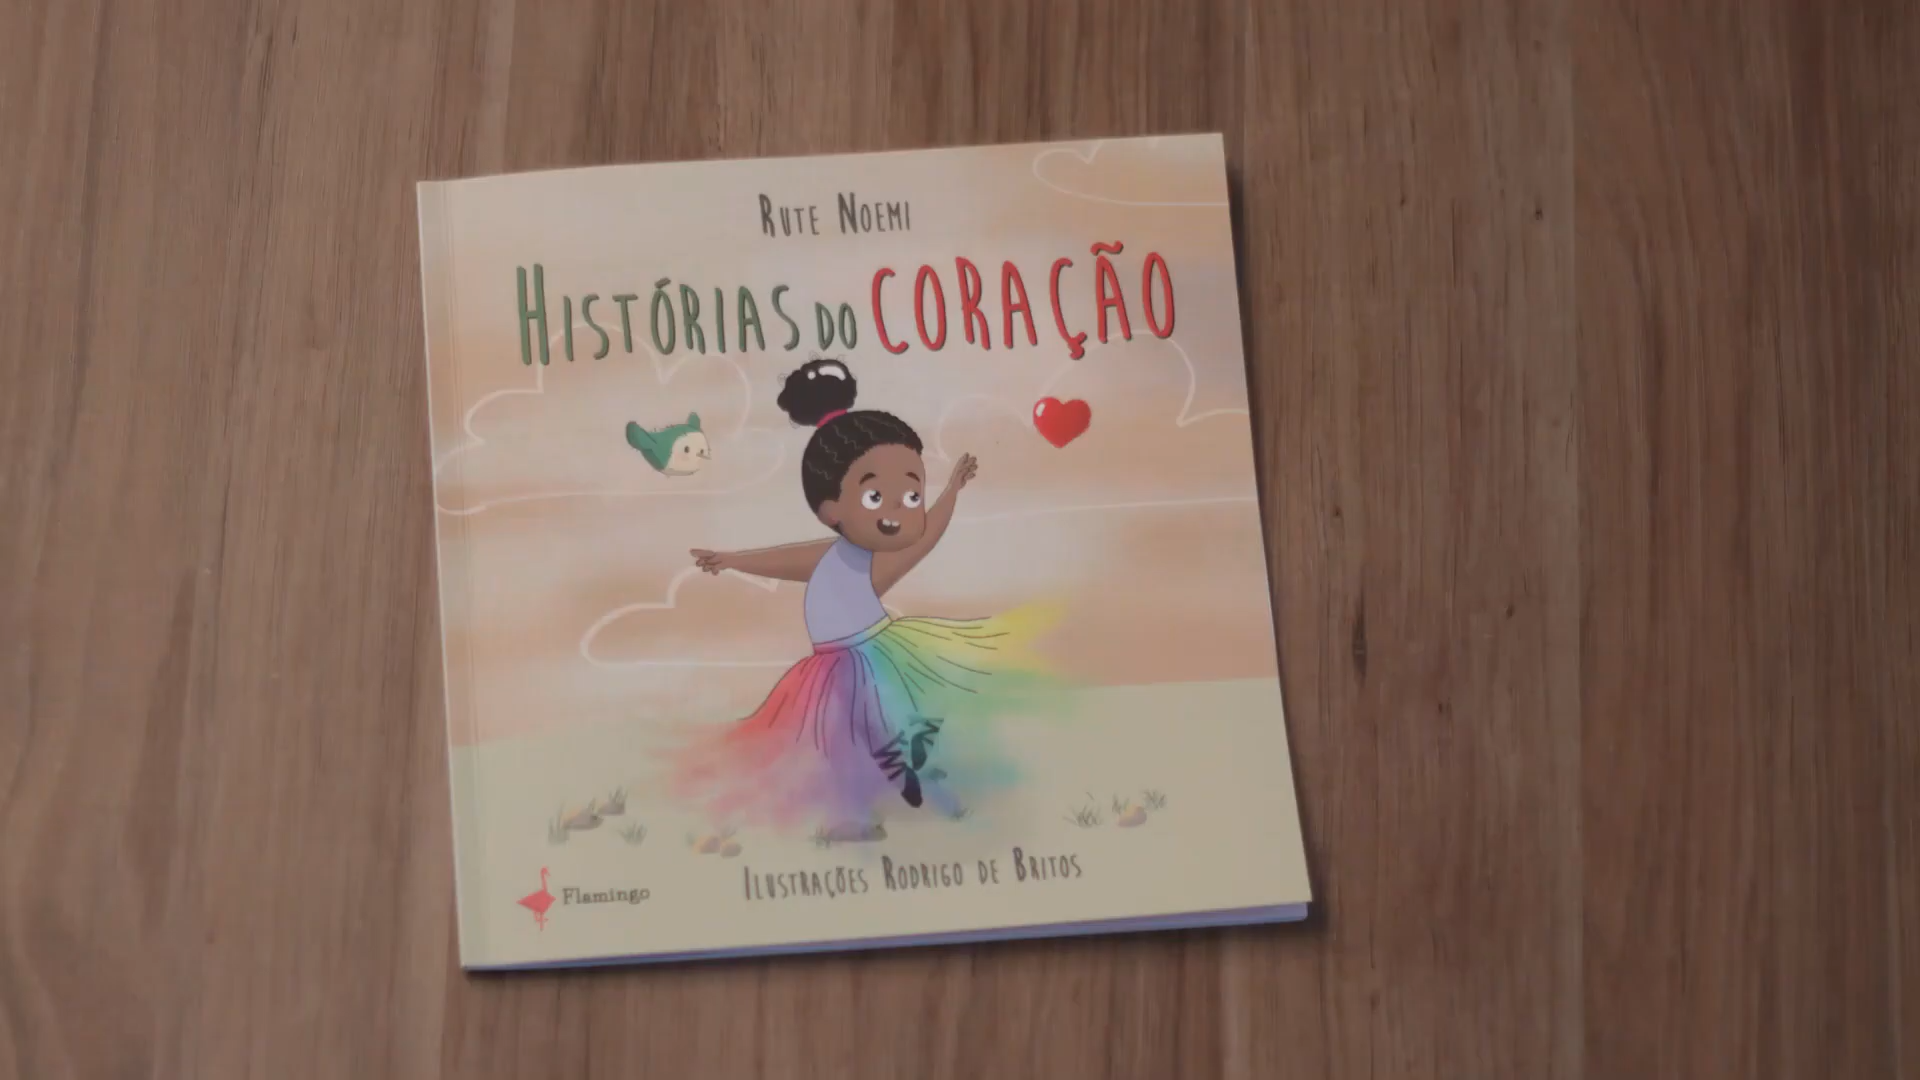 RUTE NOEMI
HISTÓRIAS DO CORAÇÃO
Flamingo
ILUSTRAÇÕES RODRIGO DE BRITOS